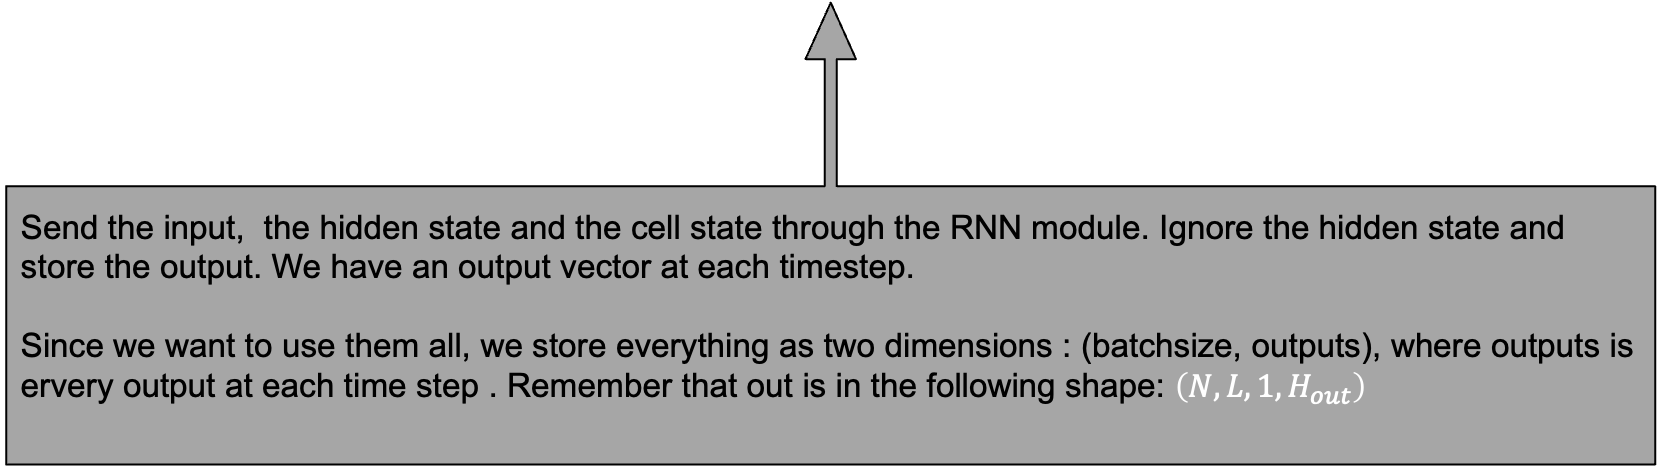 Send the input,  the hidden state and the cell state through the RNN module. Ignore the hidden state and
store the output. We have an output vector at each timestep.
Since we want to use them all, we store everything as two dimensions : (batchsize, outputs), where outputs is
ervery output at each time step . Remember that out is in the following shape: (N, L, 1, H_out)